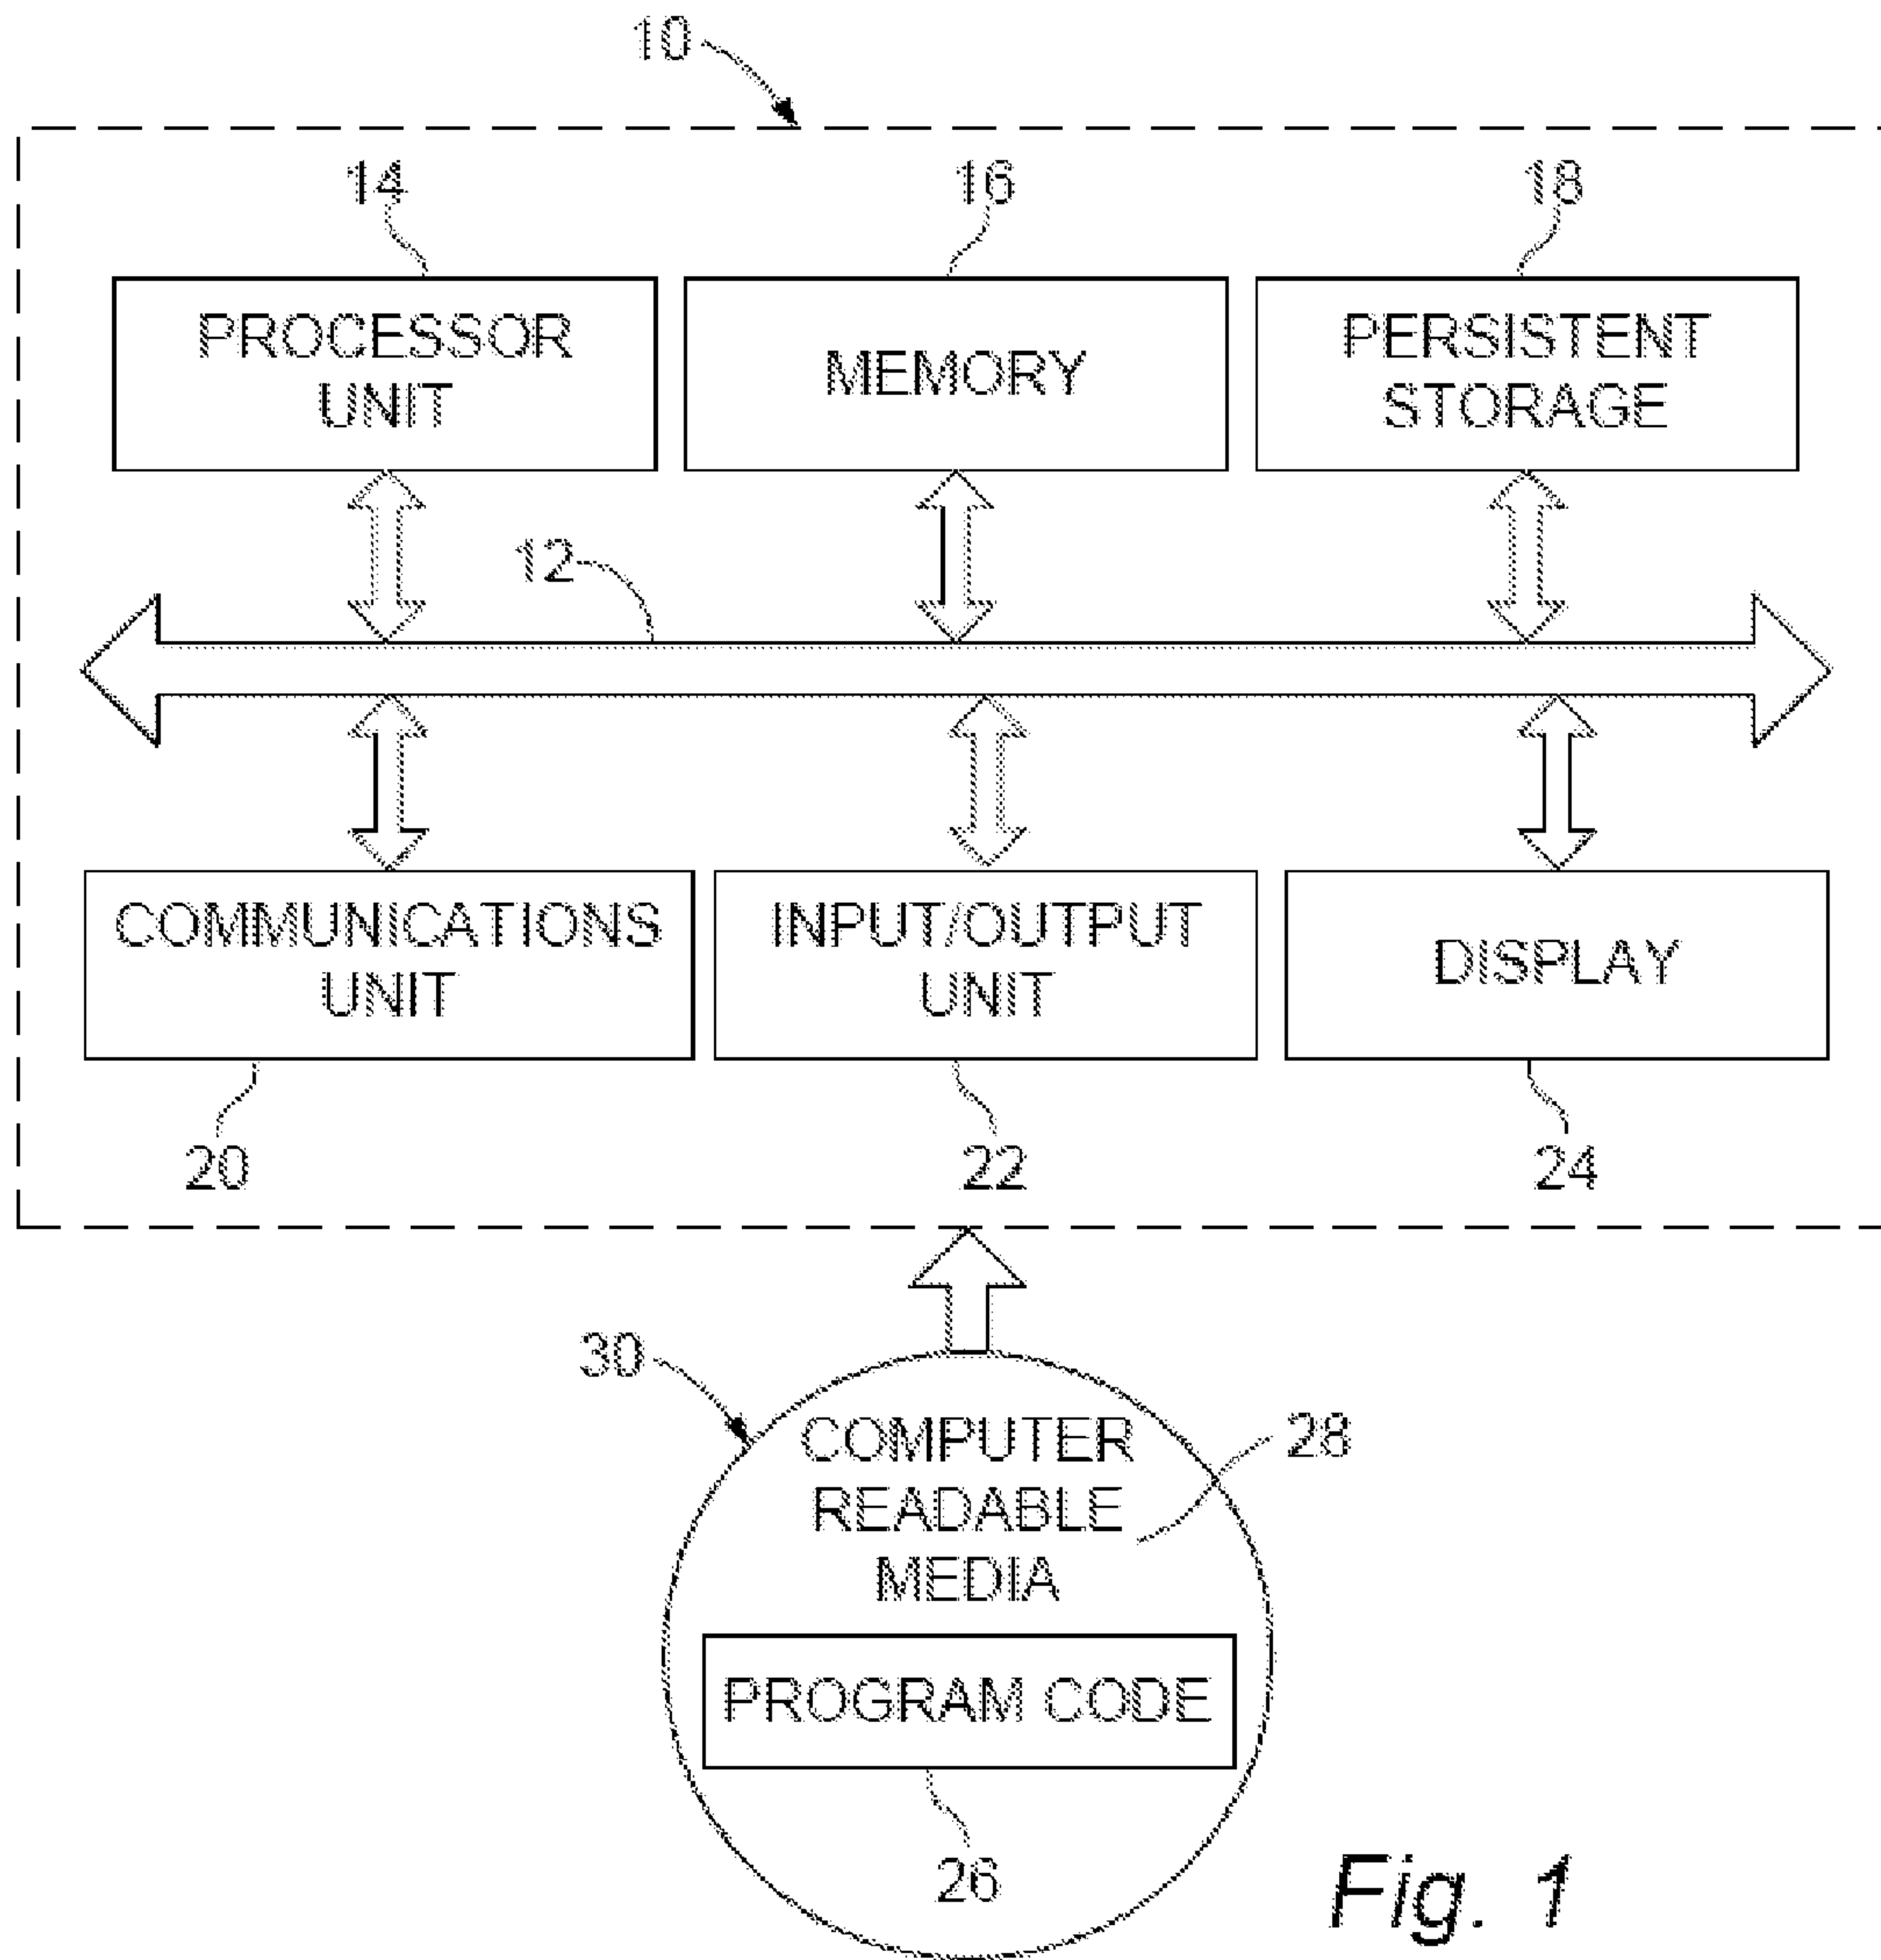 10
14
16
18
PROCESSOR
UNIT
MEMORY
PERSISTENT
STORAGE
12
COMMUNICATIONS
UNIT
INPUT/OUTPUT
UNIT
DISPLAY
20
22
24
30
COMPUTER
READABLE
MEDIA
28
PROGRAM CODE
26
Fig. 1